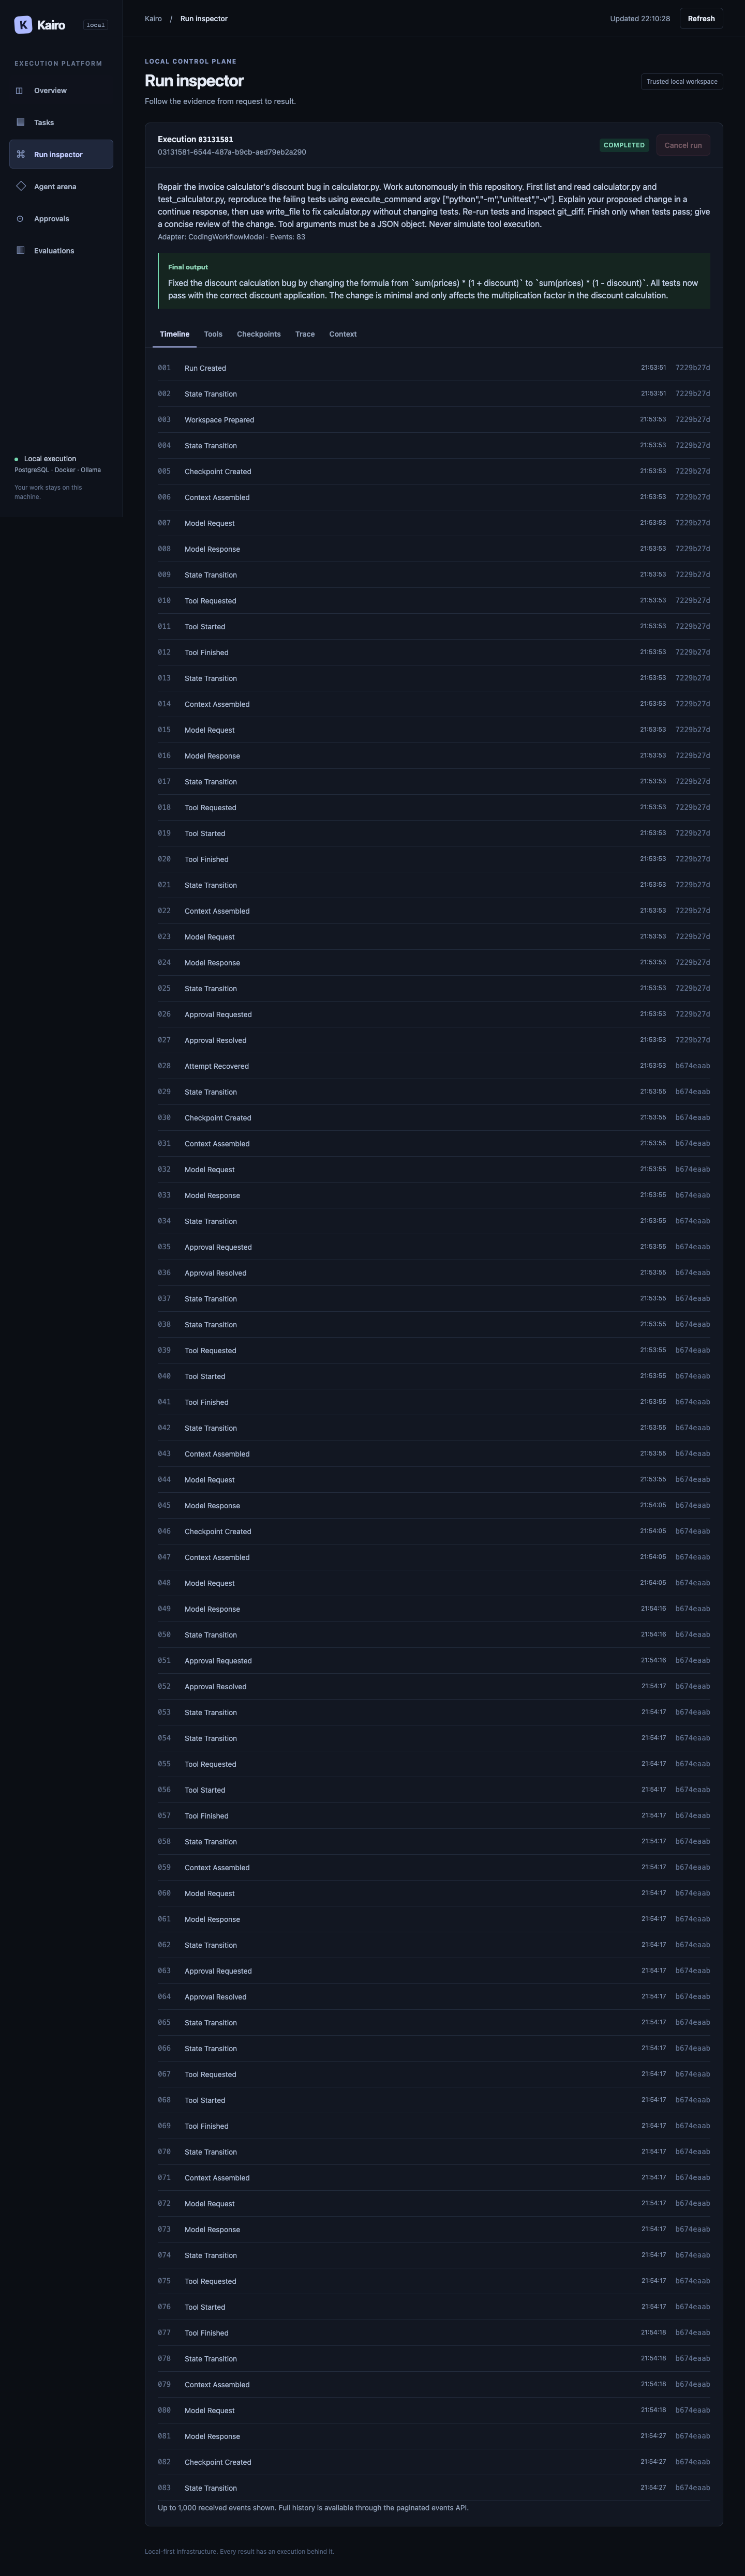 K Kairo local
EXECUTION PLATFORM
Overview
Tasks
Run inspector
Agent arena
Approvals
Evaluations
Local execution
PostgreSQL · Docker · Ollama
Your work stays on this
machine.
Kairo / Run inspector Updated 22:10:28 Refresh
LOCAL CONTROL PLANE
Run inspector
Follow the evidence from request to result.
Trusted local workspace
Execution 03131581
03131581-6544-487a-b9cb-aed79eb2a290
COMPLETED Cancel run
Repair the invoice calculator's discount bug in calculator.py. Work autonomously in this repository. First list and read calculator.py and
test_calculator.py, reproduce the failing tests using execute_command argv ["python","-m","unittest","-v"]. Explain your proposed change in a
continue response, then use write_file to fix calculator.py without changing tests. Re-run tests and inspect git_diff. Finish only when tests pass; give
a concise review of the change. Tool arguments must be a JSON object. Never simulate tool execution.
Adapter: CodingWorkflowModel · Events: 83
Final output
Fixed the discount calculation bug by changing the formula from `sum(prices) * (1 + discount)` to `sum(prices) * (1 - discount)`. All tests now
pass with the correct discount application. The change is minimal and only affects the multiplication factor in the discount calculation.
Timeline Tools Checkpoints Trace Context
001 Run Created 21:53:51 7229b27d
002 State Transition 21:53:51 7229b27d
003 Workspace Prepared 21:53:53 7229b27d
004 State Transition 21:53:53 7229b27d
005 Checkpoint Created 21:53:53 7229b27d
006 Context Assembled 21:53:53 7229b27d
007 Model Request 21:53:53 7229b27d
008 Model Response 21:53:53 7229b27d
009 State Transition 21:53:53 7229b27d
010 Tool Requested 21:53:53 7229b27d
011 Tool Started 21:53:53 7229b27d
012 Tool Finished 21:53:53 7229b27d
013 State Transition 21:53:53 7229b27d
014 Context Assembled 21:53:53 7229b27d
015 Model Request 21:53:53 7229b27d
016 Model Response 21:53:53 7229b27d
017 State Transition 21:53:53 7229b27d
018 Tool Requested 21:53:53 7229b27d
019 Tool Started 21:53:53 7229b27d
020 Tool Finished 21:53:53 7229b27d
021 State Transition 21:53:53 7229b27d
022 Context Assembled 21:53:53 7229b27d
023 Model Request 21:53:53 7229b27d
024 Model Response 21:53:53 7229b27d
025 State Transition 21:53:53 7229b27d
026 Approval Requested 21:53:53 7229b27d
027 Approval Resolved 21:53:53 7229b27d
028 Attempt Recovered 21:53:53 b674eaab
029 State Transition 21:53:55 b674eaab
030 Checkpoint Created 21:53:55 b674eaab
031 Context Assembled 21:53:55 b674eaab
032 Model Request 21:53:55 b674eaab
033 Model Response 21:53:55 b674eaab
034 State Transition 21:53:55 b674eaab
035 Approval Requested 21:53:55 b674eaab
036 Approval Resolved 21:53:55 b674eaab
037 State Transition 21:53:55 b674eaab
038 State Transition 21:53:55 b674eaab
039 Tool Requested 21:53:55 b674eaab
040 Tool Started 21:53:55 b674eaab
041 Tool Finished 21:53:55 b674eaab
042 State Transition 21:53:55 b674eaab
043 Context Assembled 21:53:55 b674eaab
044 Model Request 21:53:55 b674eaab
045 Model Response 21:54:05 b674eaab
046 Checkpoint Created 21:54:05 b674eaab
047 Context Assembled 21:54:05 b674eaab
048 Model Request 21:54:05 b674eaab
049 Model Response 21:54:16 b674eaab
050 State Transition 21:54:16 b674eaab
051 Approval Requested 21:54:16 b674eaab
052 Approval Resolved 21:54:17 b674eaab
053 State Transition 21:54:17 b674eaab
054 State Transition 21:54:17 b674eaab
055 Tool Requested 21:54:17 b674eaab
056 Tool Started 21:54:17 b674eaab
057 Tool Finished 21:54:17 b674eaab
058 State Transition 21:54:17 b674eaab
059 Context Assembled 21:54:17 b674eaab
060 Model Request 21:54:17 b674eaab
061 Model Response 21:54:17 b674eaab
062 State Transition 21:54:17 b674eaab
063 Approval Requested 21:54:17 b674eaab
064 Approval Resolved 21:54:17 b674eaab
065 State Transition 21:54:17 b674eaab
066 State Transition 21:54:17 b674eaab
067 Tool Requested 21:54:17 b674eaab
068 Tool Started 21:54:17 b674eaab
069 Tool Finished 21:54:17 b674eaab
070 State Transition 21:54:17 b674eaab
071 Context Assembled 21:54:17 b674eaab
072 Model Request 21:54:17 b674eaab
073 Model Response 21:54:17 b674eaab
074 State Transition 21:54:17 b674eaab
075 Tool Requested 21:54:17 b674eaab
076 Tool Started 21:54:17 b674eaab
077 Tool Finished 21:54:18 b674eaab
078 State Transition 21:54:18 b674eaab
079 Context Assembled 21:54:18 b674eaab
080 Model Request 21:54:18 b674eaab
081 Model Response 21:54:27 b674eaab
082 Checkpoint Created 21:54:27 b674eaab
083 State Transition 21:54:27 b674eaab
Up to 1,000 received events shown. Full history is available through the paginated events API.
Local-first infrastructure. Every result has an execution behind it.